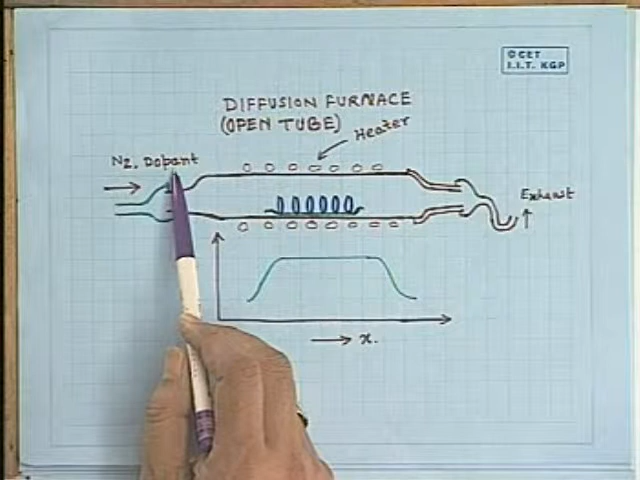 © CET
I.I.T. KGP
DIFFUSION FURNACE
(OPEN TUBE)
Heater
N2, Dopant
Exhaust
x.